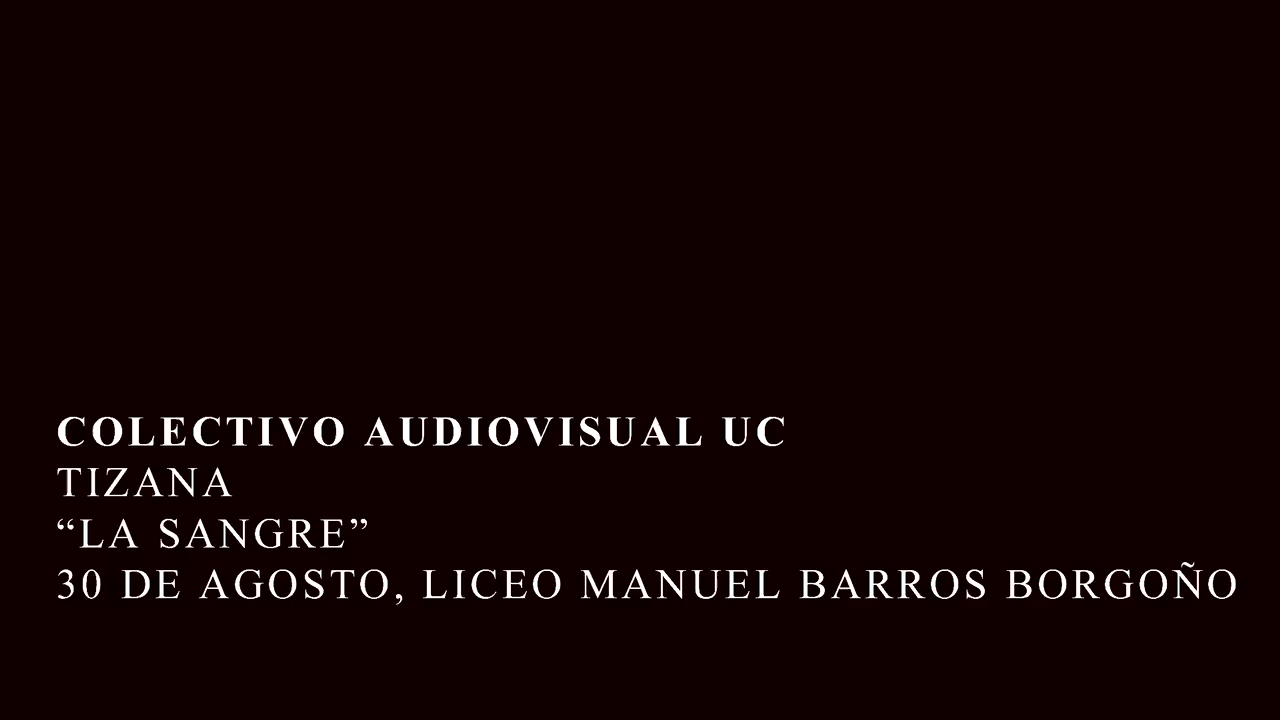 COLECTIVO AUDIOVISUAL UC
TIZANA
“LA SANGRE”
30 DE AGOSTO, LICEO MANUEL BARROS BORGOÑO